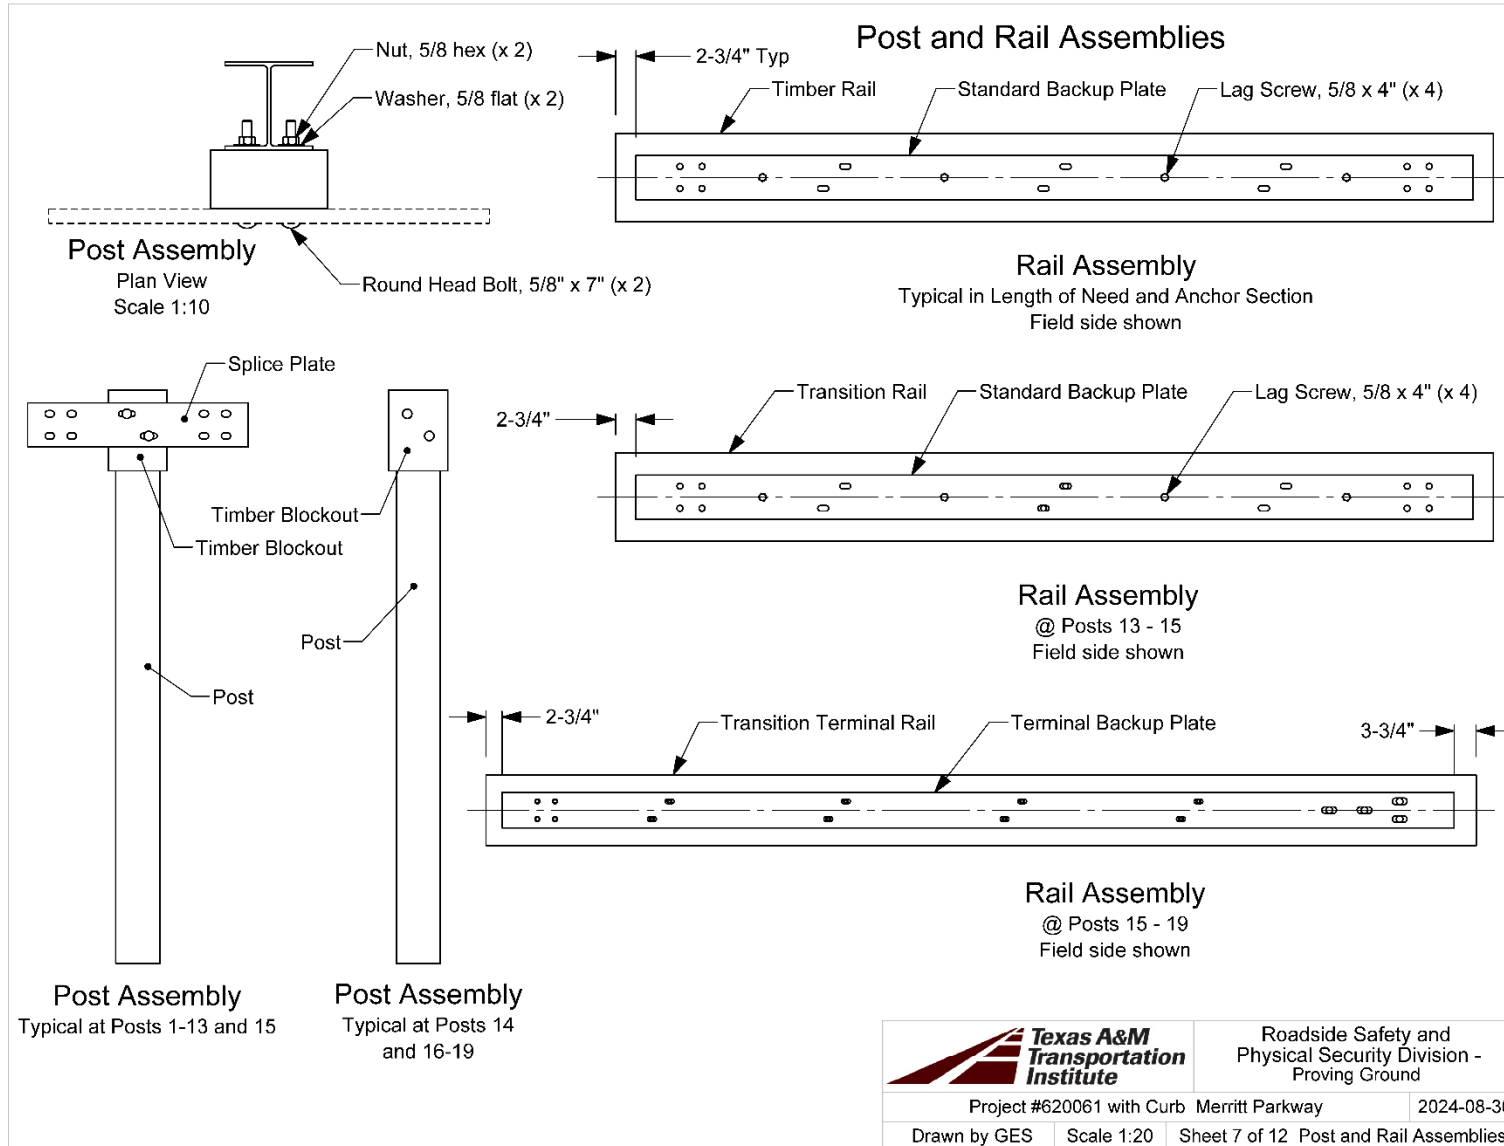 Post and Rail Assemblies
Nut, 5/8 hex (x 2)
Washer, 5/8 flat (x 2)
Round Head Bolt, 5/8" x 7" (x 2)
Post Assembly
Plan View
Scale 1:10
2-3/4" Typ
Timber Rail
Standard Backup Plate
Lag Screw, 5/8 x 4" (x 4)
Rail Assembly
Typical in Length of Need and Anchor Section
Field side shown
Splice Plate
Timber Blockout
Timber Blockout
Post
Post
Post Assembly
Typical at Posts 1-13 and 15
Post Assembly
Typical at Posts 14
and 16-19
2-3/4"
Transition Rail
Standard Backup Plate
Lag Screw, 5/8 x 4" (x 4)
Rail Assembly
@ Posts 13 - 15
Field side shown
2-3/4"
Transition Terminal Rail
Terminal Backup Plate
3-3/4"
Rail Assembly
@ Posts 15 - 19
Field side shown
Texas A&M
Transportation
Institute
Roadside Safety and
Physical Security Division -
Proving Ground
Project #620061 with Curb Merritt Parkway
2024-08-30
Drawn by GES
Scale 1:20
Sheet 7 of 12 Post and Rail Assemblies